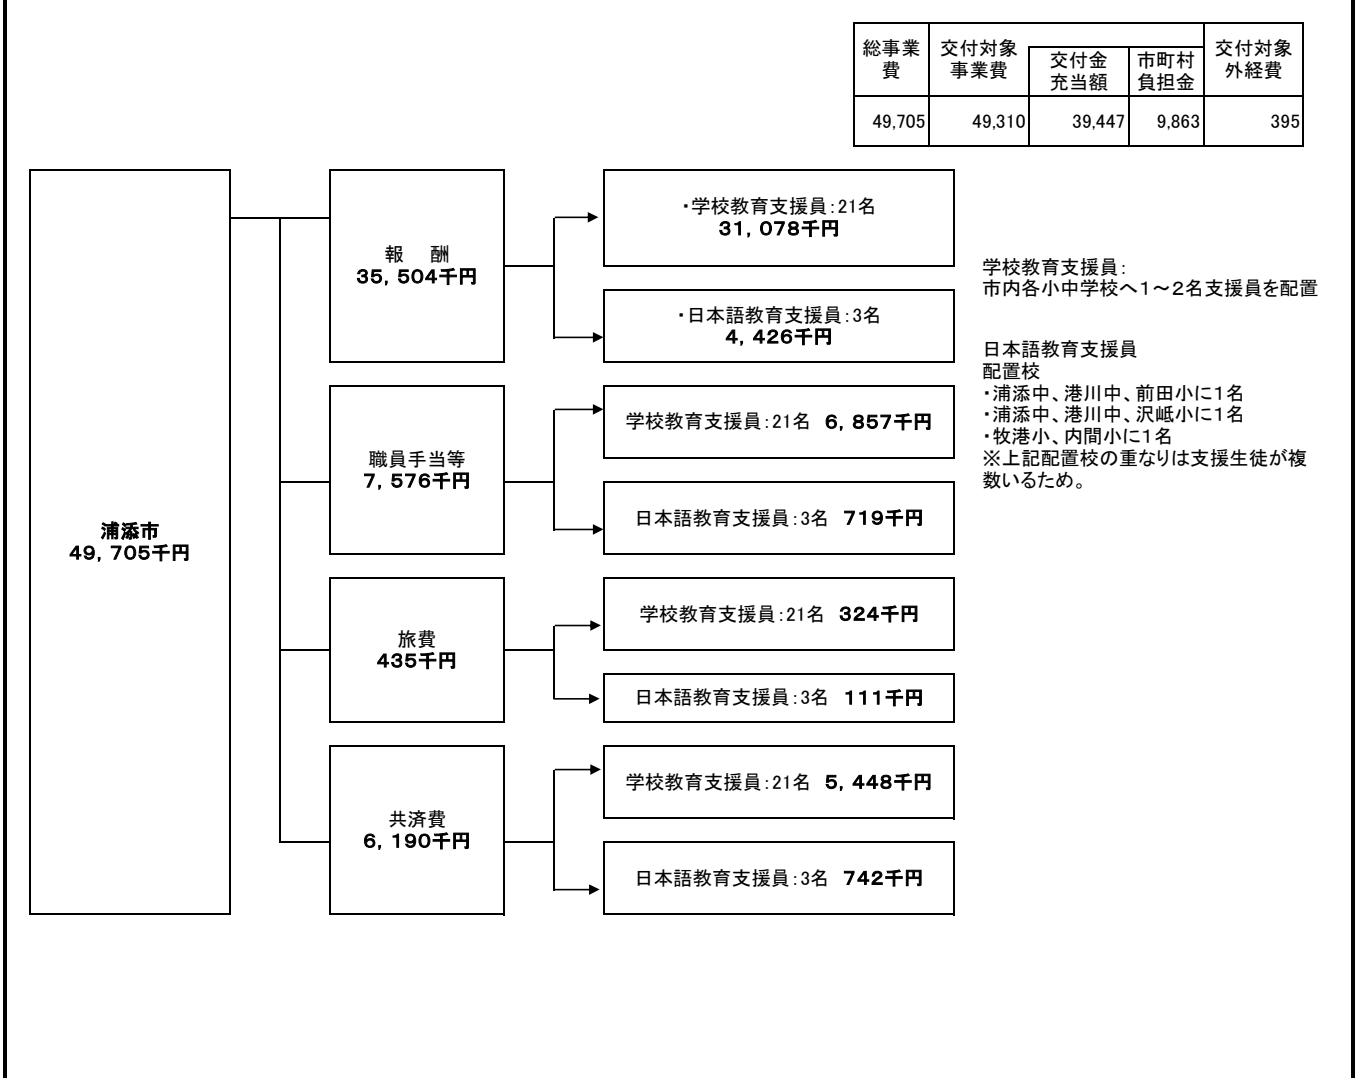 総事業
費
交付対象
事業費
交付金
充当額
市町村
負担金
交付対象
外経費
49,705
49,310
39,447
9,863
395
浦添市
49，705千円
報　酬
35，504千円
・学校教育支援員：21名
31，078千円
・日本語教育支援員：3名
4，426千円
職員手当等
7，576千円
学校教育支援員：21名　6，857千円
日本語教育支援員：3名　719千円
旅費
435千円
学校教育支援員：21名　324千円
日本語教育支援員：3名　111千円
共済費
6，190千円
学校教育支援員：21名　5，448千円
日本語教育支援員：3名　742千円
学校教育支援員：
市内各小中学校へ１～２名支援員を配置
日本語教育支援員
配置校
・浦添中、港川中、前田小に１名
・浦添中、港川中、沢岻小に１名
・牧港小、内間小に１名
※上記配置校の重なりは支援生徒が複
数いるため。